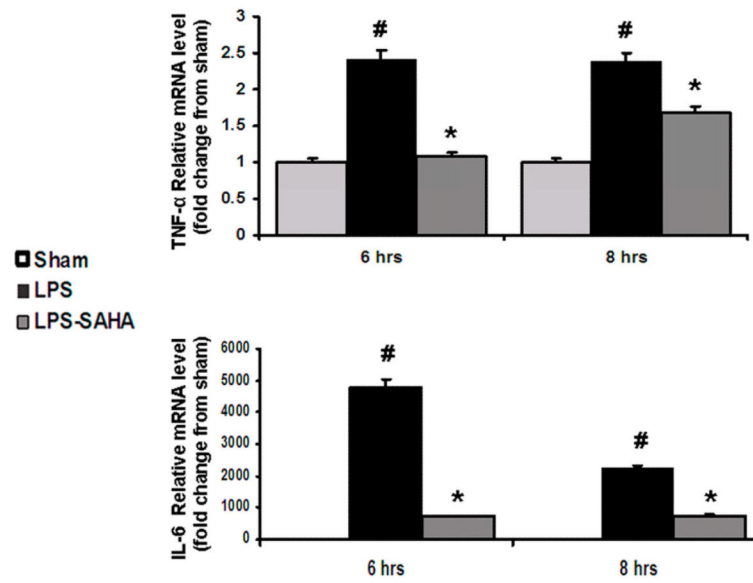 TNF-α Relative mRNA level
(fold change from sham)
3
2.5
2
1.5
1
0.5
0
#
*
#
*
6 hrs
8 hrs
Sham
LPS
LPS-SAHA
IL-6 Relative mRNA level
(fold change from sham)
6000
5000
4000
3000
2000
1000
0
#
*
#
*
6 hrs
8 hrs